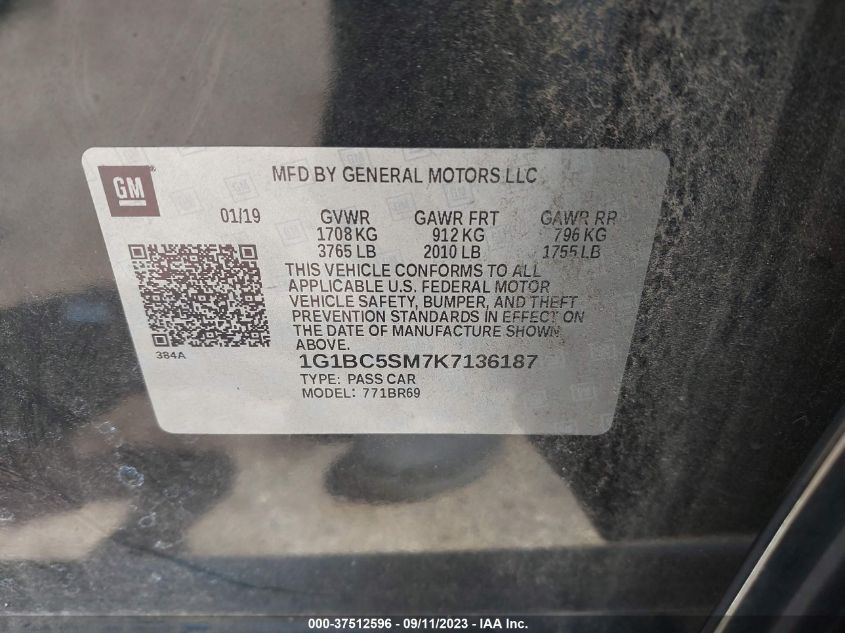 GM
MFD BY GENERAL MOTORS LLC
01/19 GVWR GAWR FRT GAWR RR
1708 KG 912 KG 796 KG
3765 LB 2010 LB 1755 LB
THIS VEHICLE CONFORMS TO ALL
APPLICABLE U.S. FEDERAL MOTOR
VEHICLE SAFETY, BUMPER, AND THEFT
PREVENTION STANDARDS IN EFFECT ON
THE DATE OF MANUFACTURE SHOWN
ABOVE.
384A
1G1BC5SM7K7136187
TYPE: PASS CAR
MODEL: 771BR69
000-37512596 - 09/11/2023 - IAA Inc.